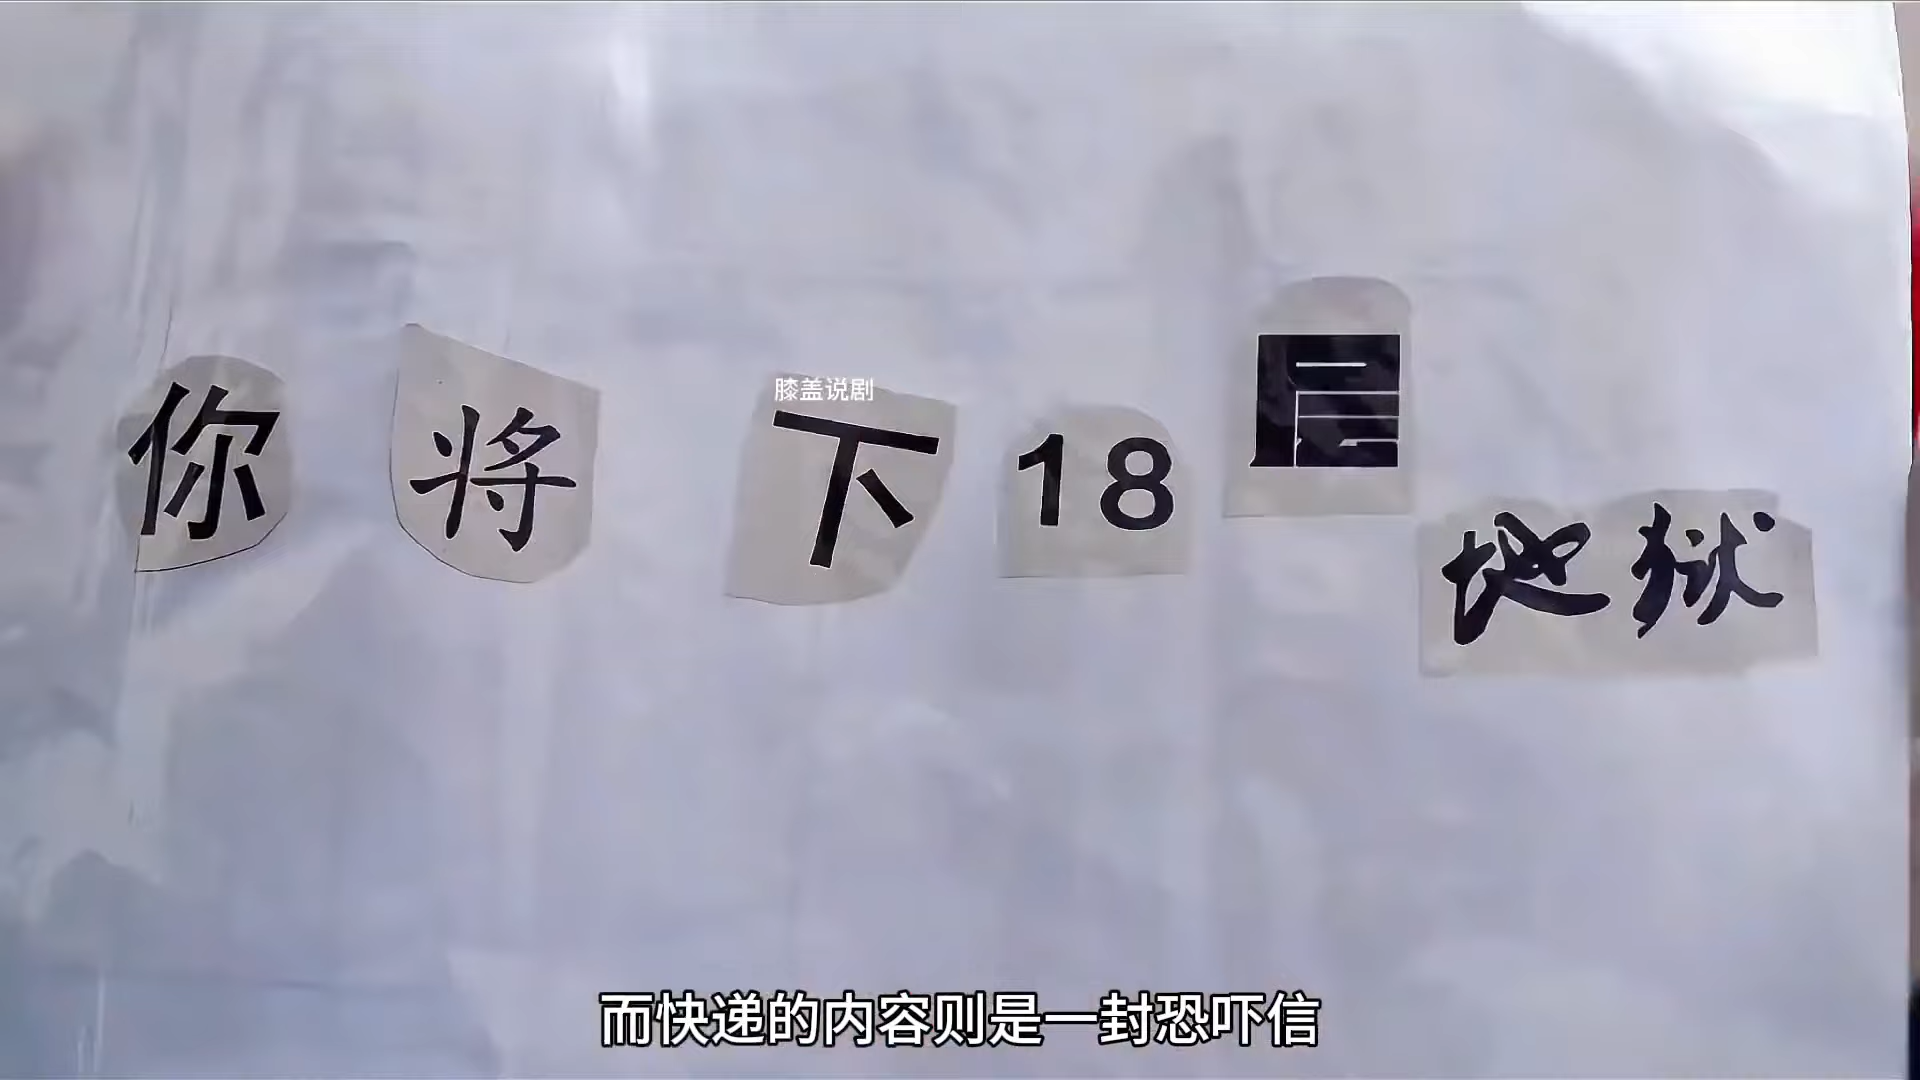 膝盖说剧
你将下18层
地狱
而快递的内容则是一封恐吓信